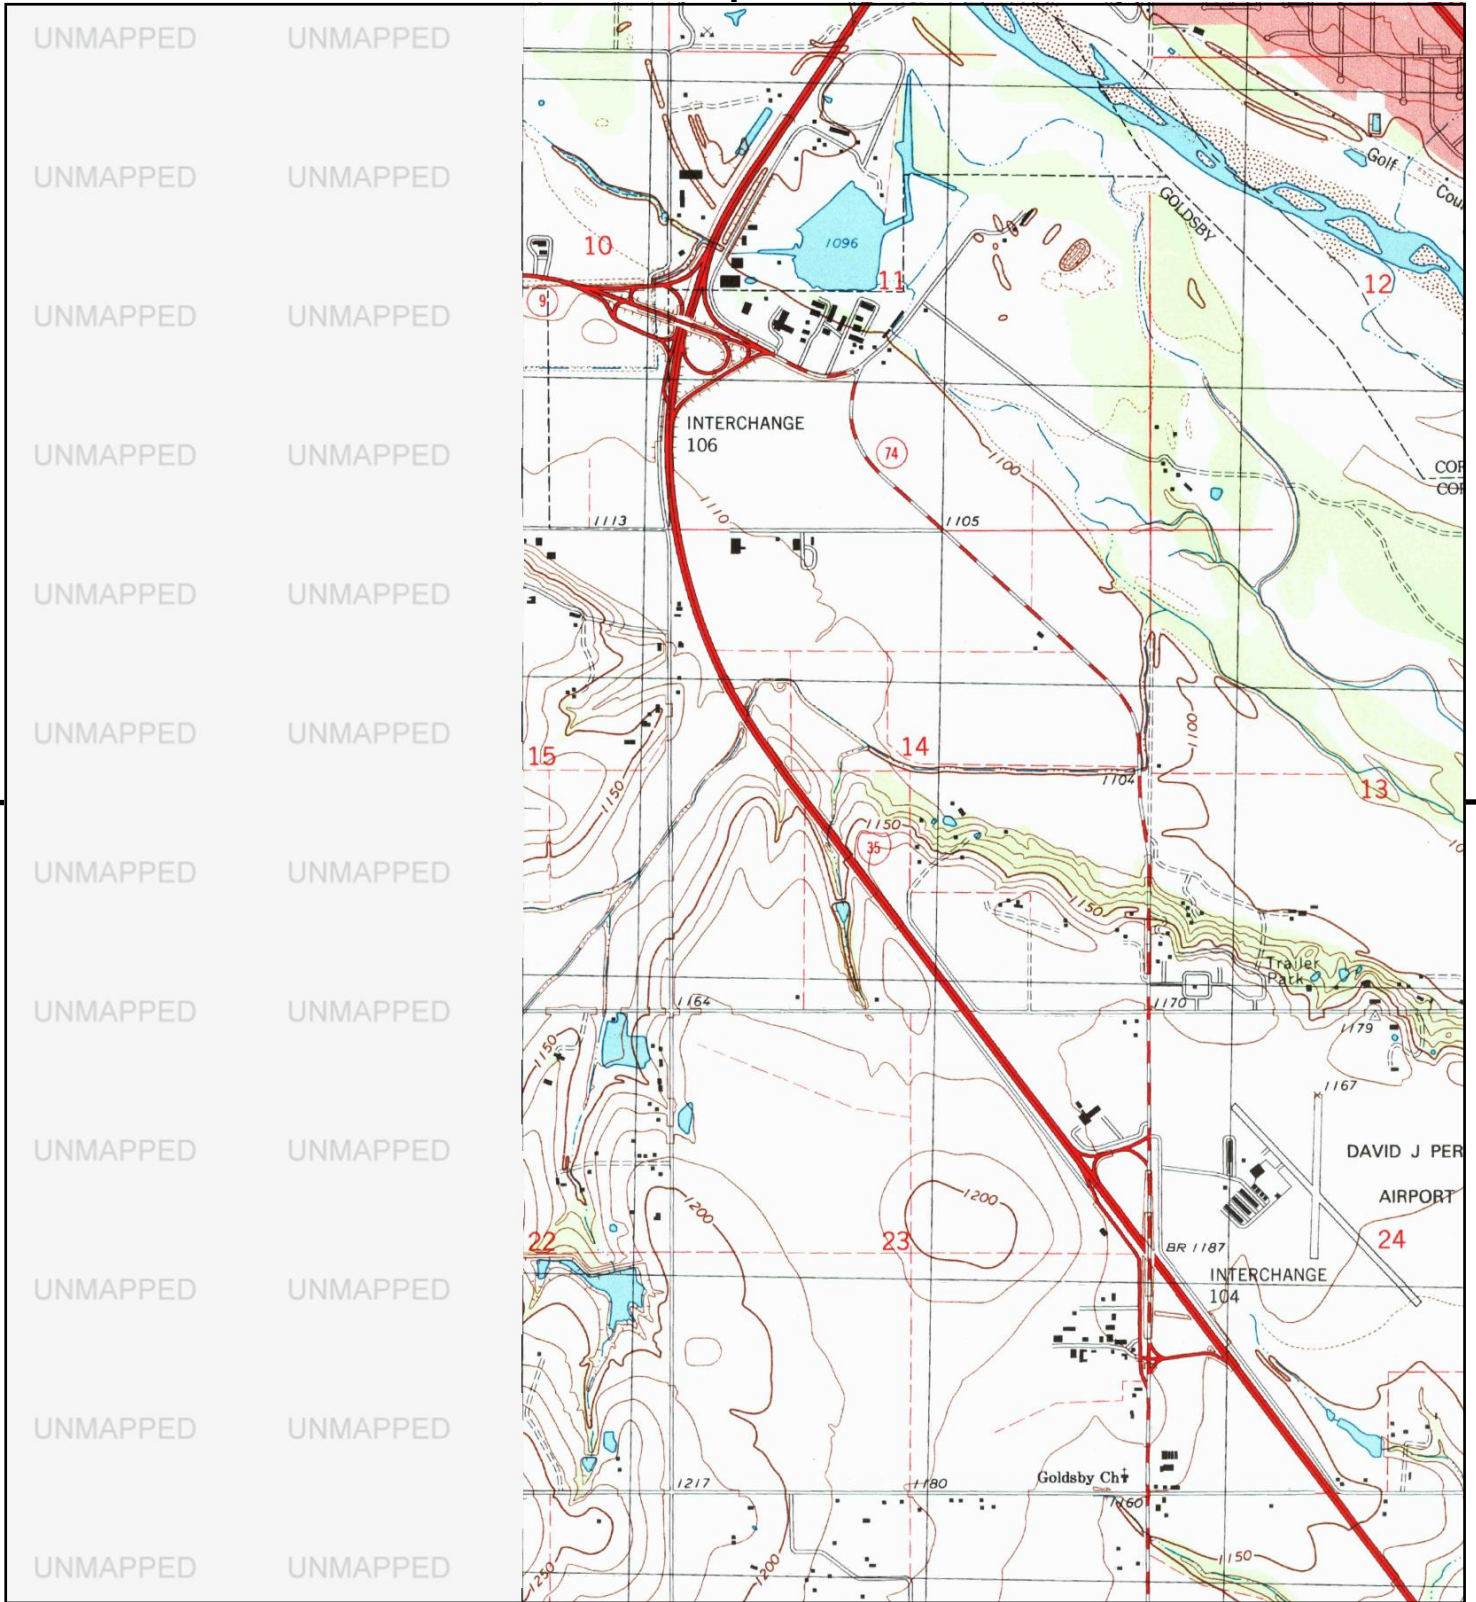 UNMAPPED UNMAPPED
UNMAPPED UNMAPPED
Golf
GOLDSBY
10
1096
11
12
UNMAPPED UNMAPPED
9
INTERCHANGE
106
74
UNMAPPED UNMAPPED
1100
1110
1113
1105
UNMAPPED UNMAPPED
UNMAPPED UNMAPPED
15
14
1100
1104
13
1150
1150
35
UNMAPPED UNMAPPED
1150
Trailer
Park
UNMAPPED UNMAPPED
1164
1170
1179
1150
1167
UNMAPPED UNMAPPED
DAVID J PER
AIRPORT
1200
1200
22
23
24
BR 1187
INTERCHANGE
104
UNMAPPED UNMAPPED
UNMAPPED UNMAPPED
Goldsby Ch
1217
1180
1160
1150
UNMAPPED UNMAPPED
1250
1200